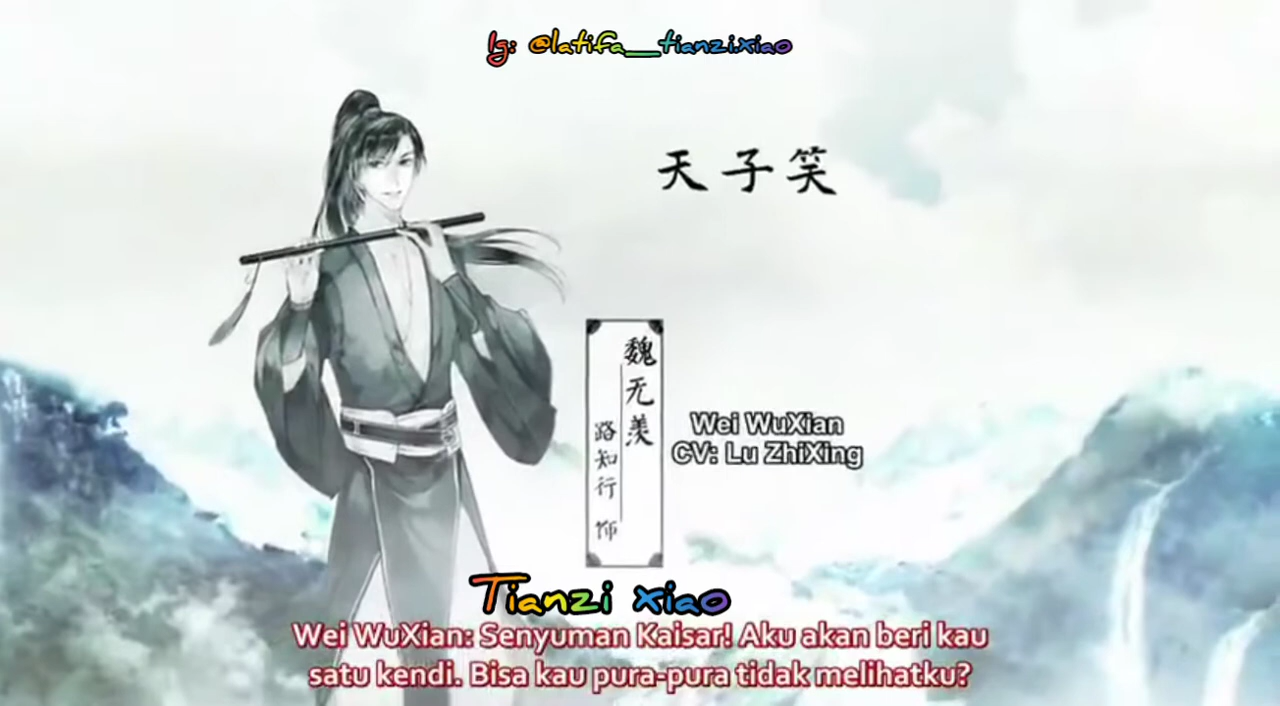 Ig: @latifa__tianzixiao
天子笑
魏无羡
路知行 饰
Wei WuXian
CV: Lu ZhiXing
Tianzi xiao
Wei WuXian: Senyuman Kaisar! Aku akan beri kau
satu kendi. Bisa kau pura-pura tidak melihatku?